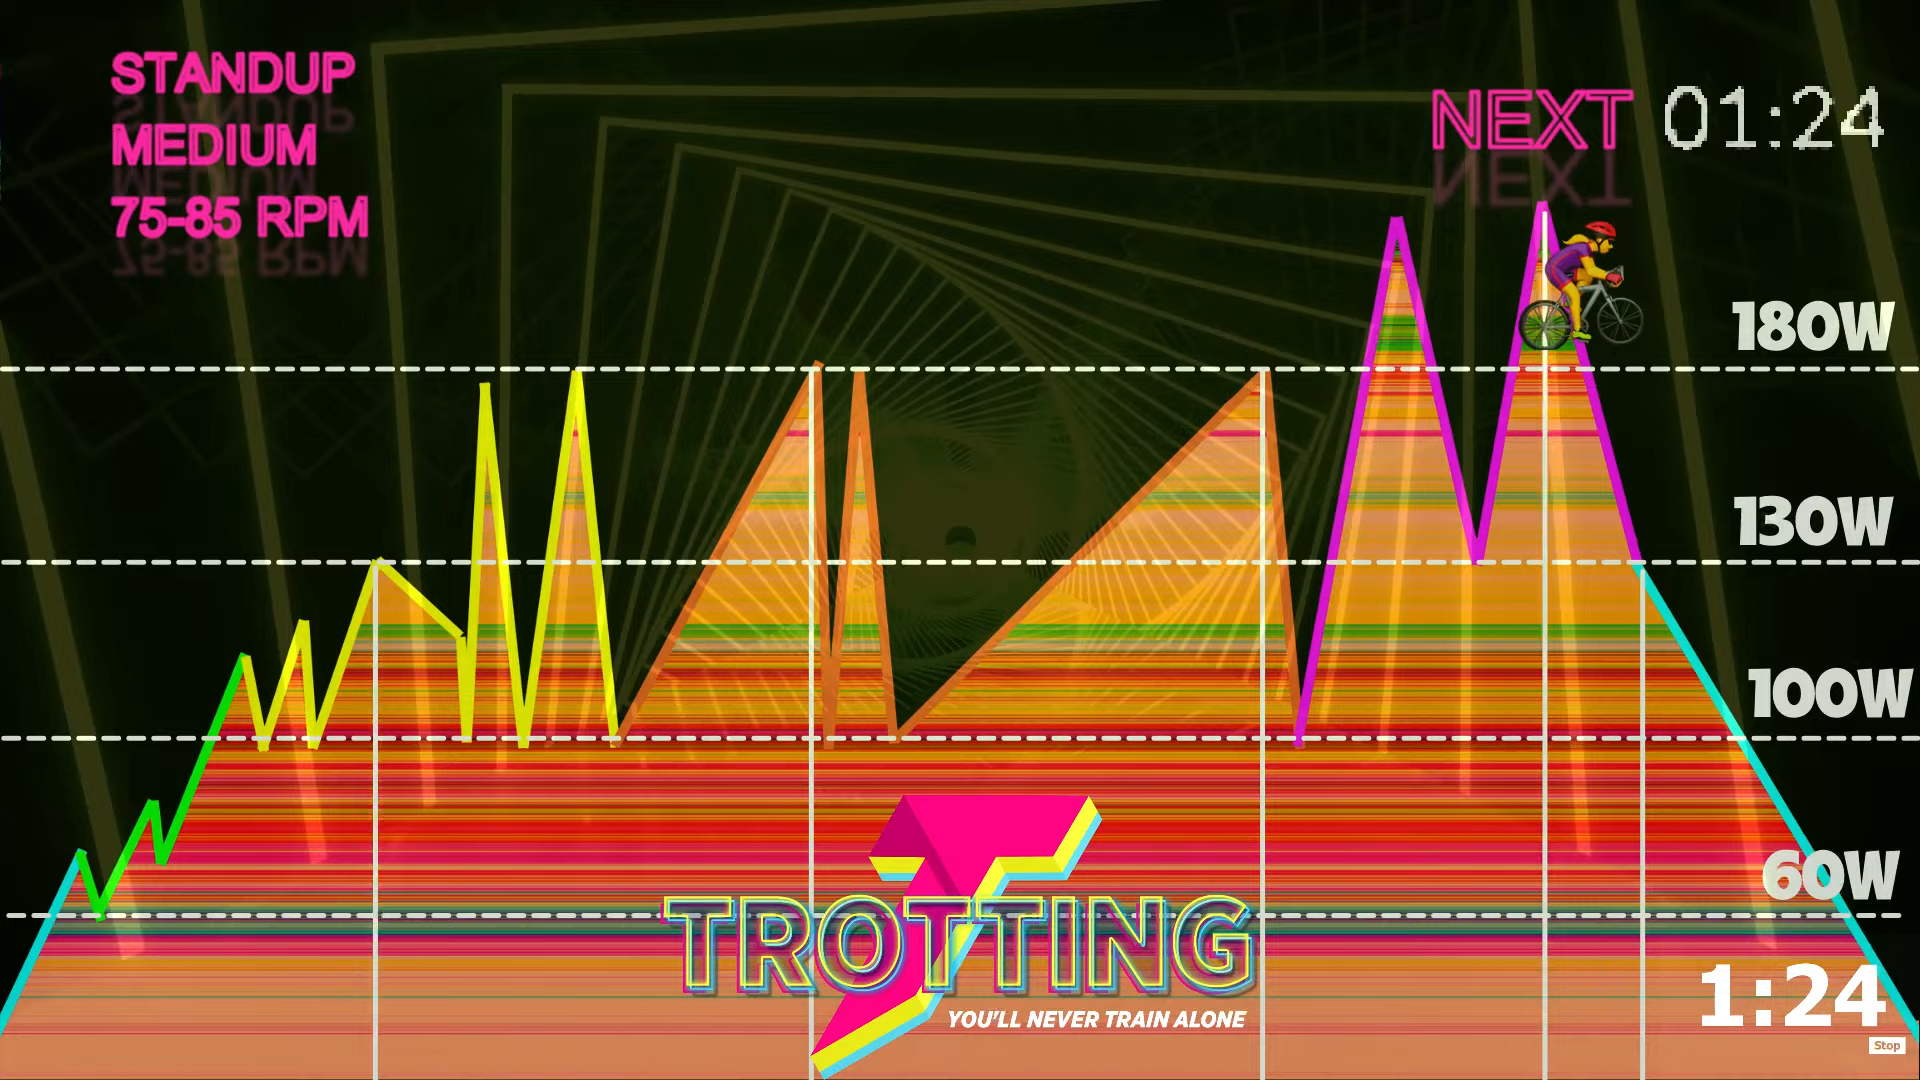 STANDUP
MEDIUM
75-85 RPM
NEXT 01:24
180W
130W
100W
60W
TROTTING
YOU'LL NEVER TRAIN ALONE
1:24
Stop